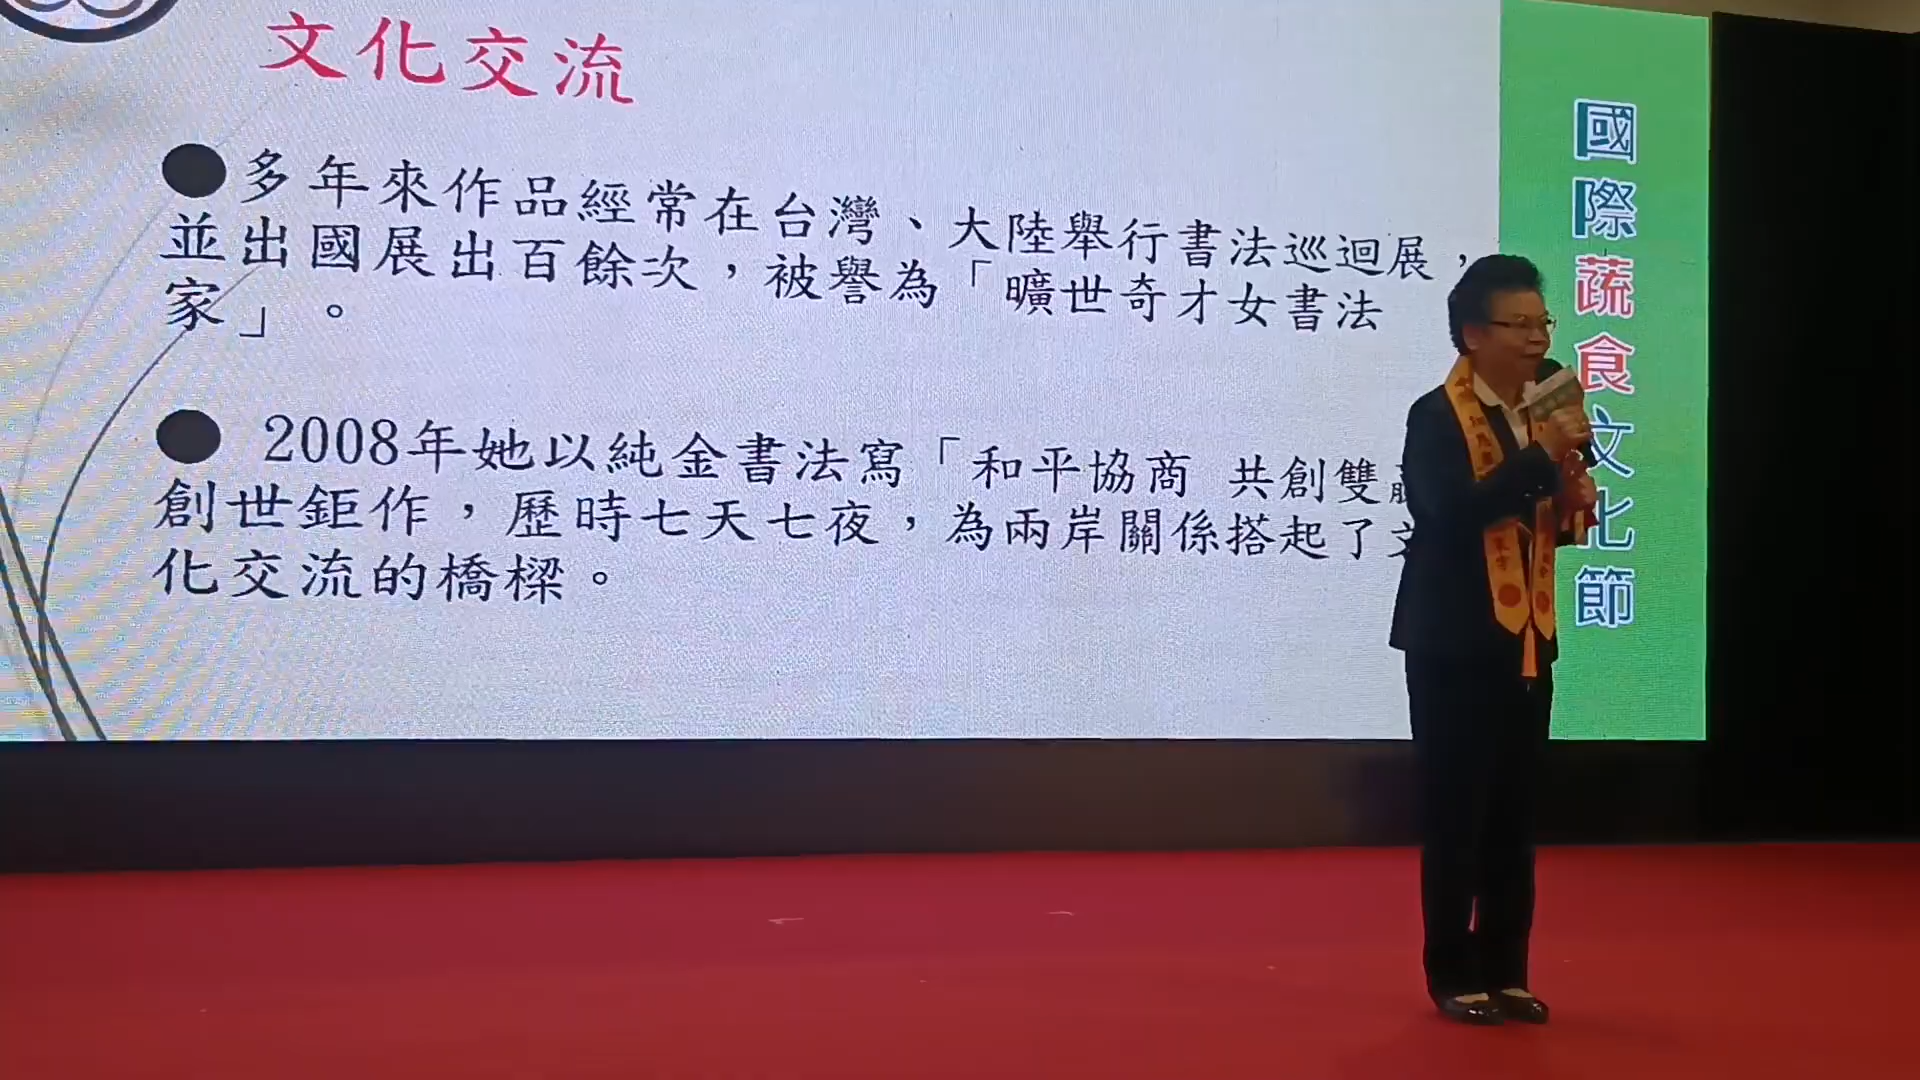 文化交流
●多年來作品經常在台灣、大陸舉行書法巡迴展，
並出國展出百餘次，被譽為「曠世奇才女書法
家」。
● 2008年她以純金書法寫「和平協商 共創雙
創世鉅作，歷時七天七夜，為兩岸關係搭起了文
化交流的橋樑。
國際蔬食文化節